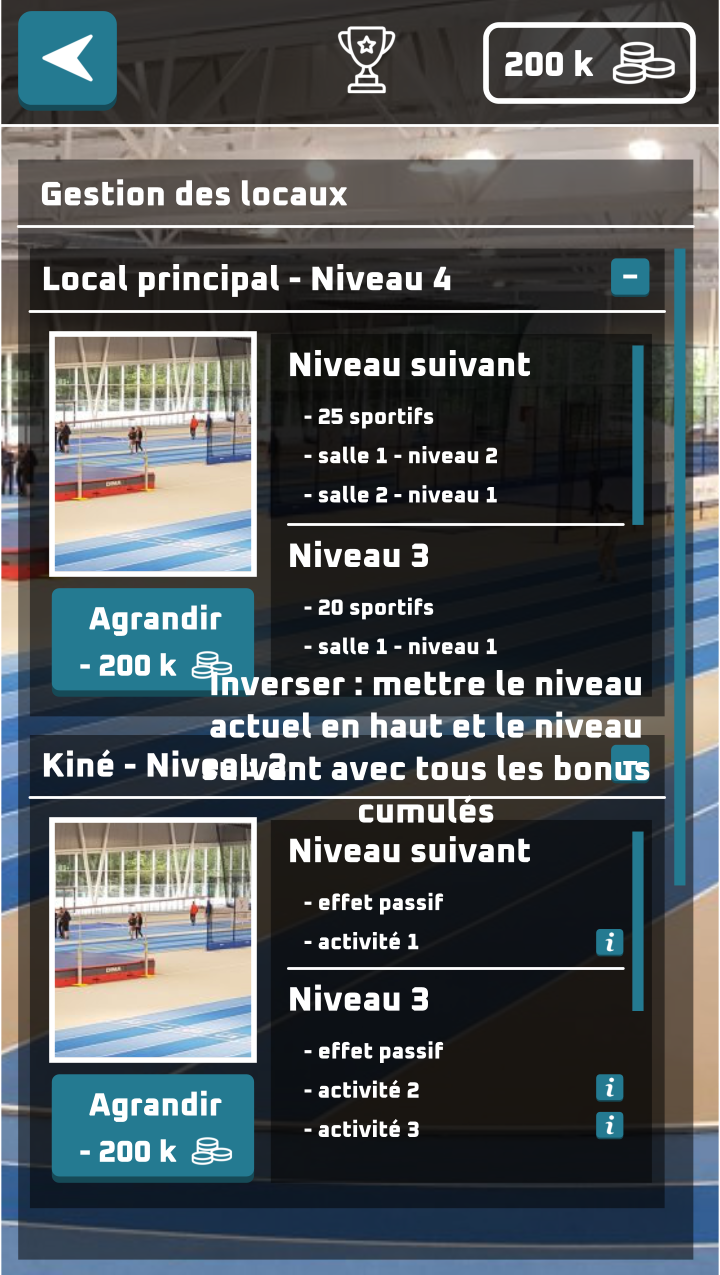 200 k
Gestion des locaux
Local principal - Niveau 4
Niveau suivant
- 25 sportifs
- salle 1 - niveau 2
- salle 2 - niveau 1
Niveau 3
- 20 sportifs
- salle 1 - niveau 1
Agrandir
- 200 k
Inverser : mettre le niveau
actuel en haut et le niveau
suivant avec tous les bonus
cumulés
Kiné - Niveau 3
Niveau suivant
- effet passif
- activité 1
i
Niveau 3
- effet passif
- activité 2
i
- activité 3
i
Agrandir
- 200 k